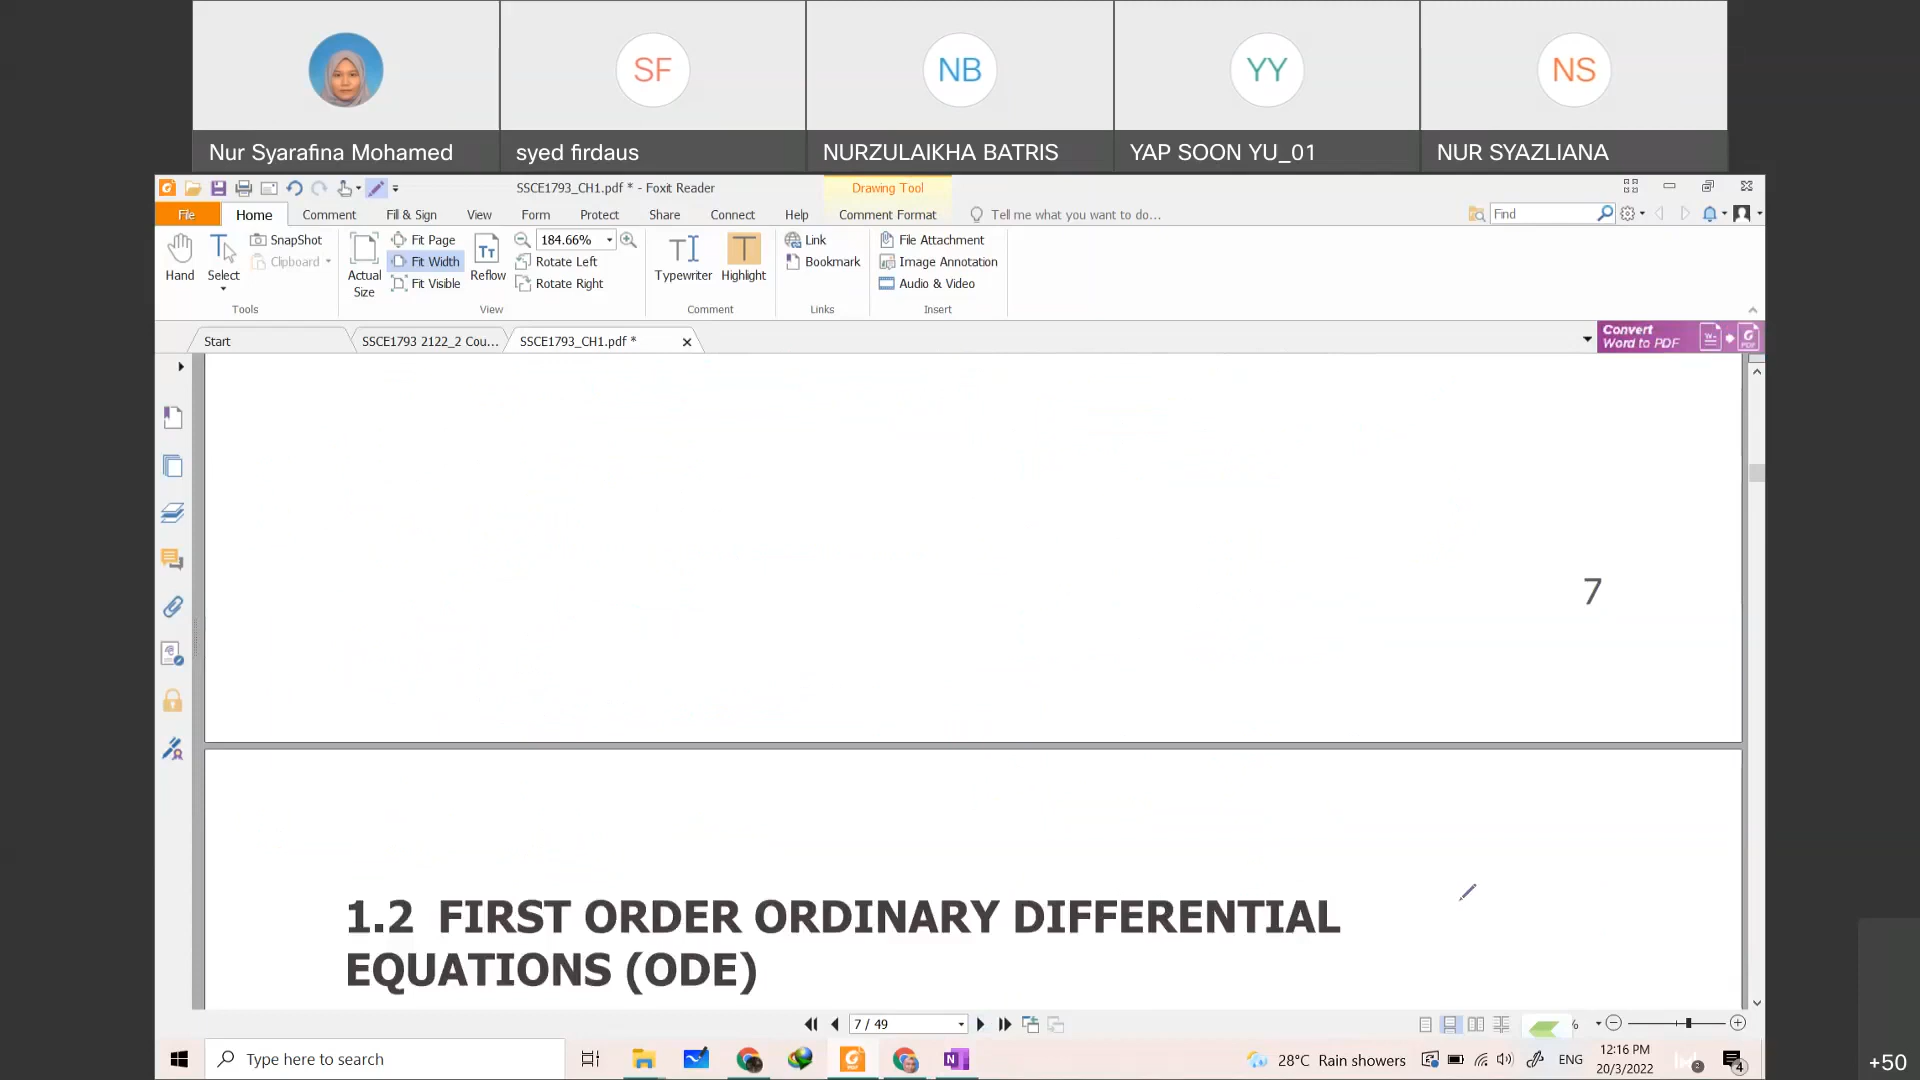 SF
NB
YY
NS
Nur Syarafina Mohamed
syed firdaus
NURZULAIKHA BATRIS
YAP SOON YU_01
NUR SYAZLIANA
SSCE1793_CH1.pdf * - Foxit Reader
Drawing Tool
File
Home
Comment
Fill & Sign
View
Form
Protect
Share
Connect
Help
Comment Format
Tell me what you want to do...
Find
Hand
Select
SnapShot
Clipboard
Tools
Actual Size
Fit Page
Fit Width
Fit Visible
Reflow
184.66%
Rotate Left
Rotate Right
View
Typewriter
Highlight
Comment
Link
Bookmark
Links
File Attachment
Image Annotation
Audio & Video
Insert
Start
SSCE1793 2122_2 Cou...
SSCE1793_CH1.pdf *
Convert
Word to PDF
7
1.2 FIRST ORDER ORDINARY DIFFERENTIAL
EQUATIONS (ODE)
7 / 49
%
Type here to search
28°C Rain showers
ENG
12:16 PM
20/3/2022
+50